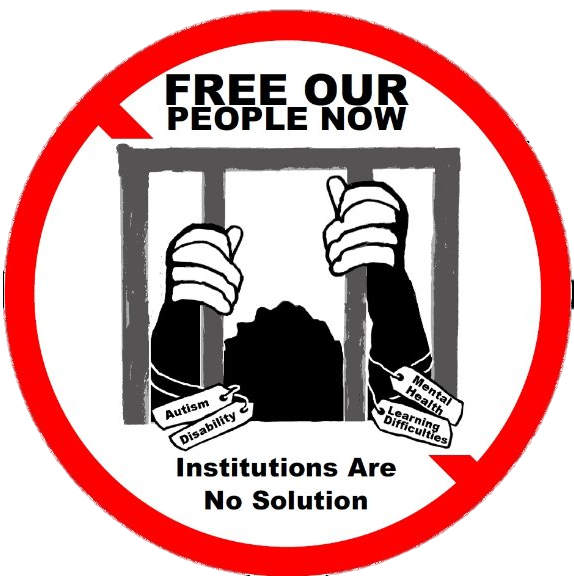 FREE OUR
PEOPLE NOW
Autism
Disability
Mental
Health
Learning
Difficulties
Institutions Are
No Solution